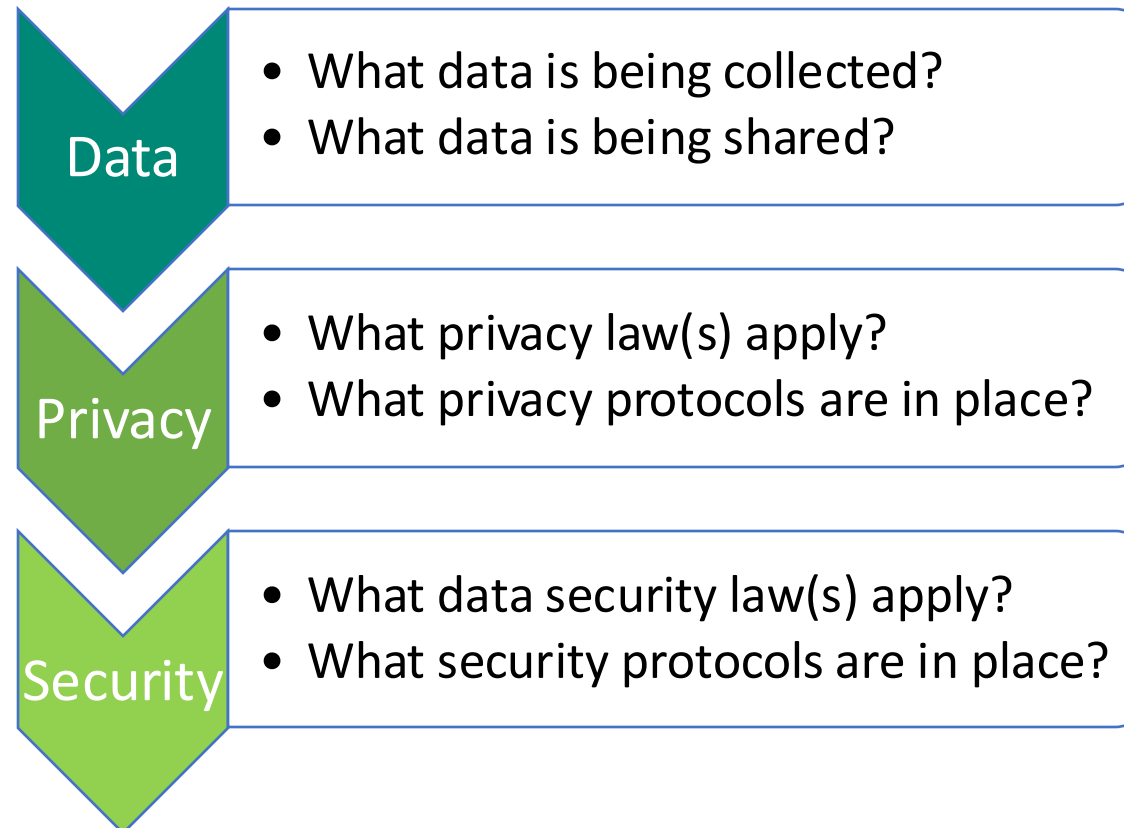 Data
• What data is being collected?
• What data is being shared?
Privacy
• What privacy law(s) apply?
• What privacy protocols are in place?
Security
• What data security law(s) apply?
• What security protocols are in place?